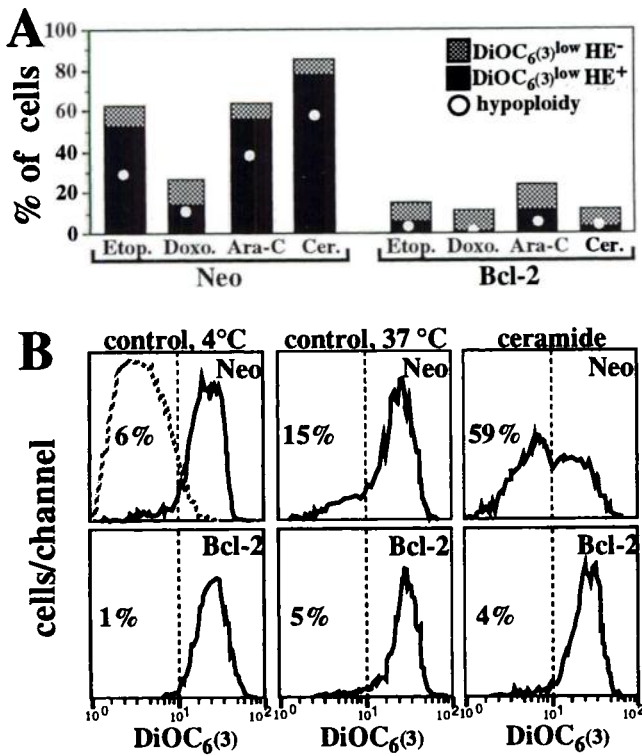 A
% of cells
100
80
60
40
20
0
DiOC₆(3)ˡᵒʷ HE⁻
DiOC₆(3)ˡᵒʷ HE⁺
hypoploidy
Etop. Doxo. Ara-C Cer. Etop. Doxo. Ara-C Cer.
Neo Bcl-2
B
control, 4°C control, 37 °C ceramide
Neo Neo Neo
6% 15% 59%
Bcl-2 Bcl-2 Bcl-2
1% 5% 4%
cells/channel
10⁰ 10¹ 10² 10¹ 10² 10⁰ 10¹ 10²
DiOC₆(3) DiOC₆(3) DiOC₆(3)